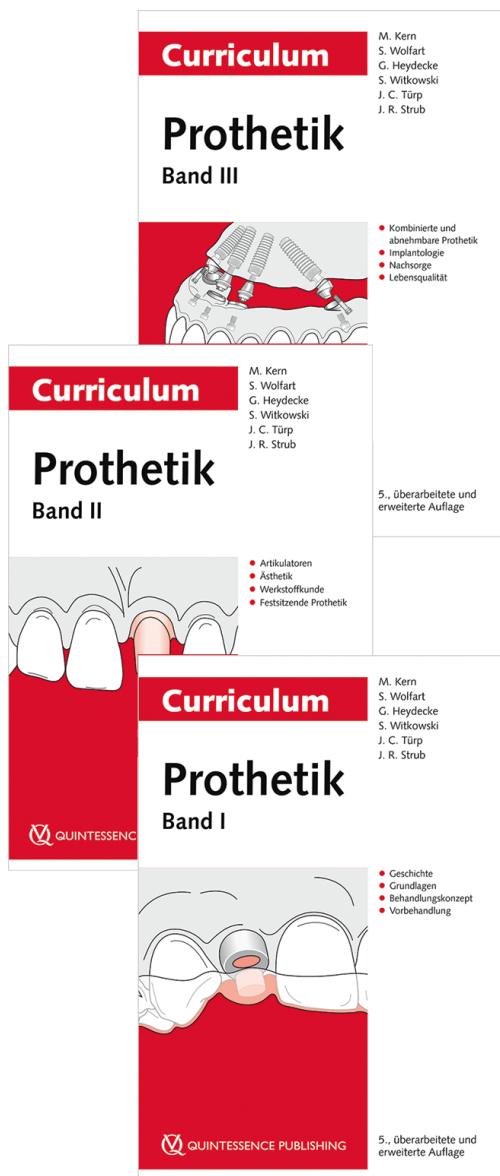 Curriculum
M. Kern
S. Wolfart
G. Heydecke
S. Witkowski
J. C. Türp
J. R. Strub
Prothetik
Band III
Kombinierte und
abnehmbare Prothetik
Implantologie
Nachsorge
Lebensqualität
5., überarbeitete und
erweiterte Auflage
Curriculum
M. Kern
S. Wolfart
G. Heydecke
S. Witkowski
J. C. Türp
J. R. Strub
Prothetik
Band II
Artikulatoren
Ästhetik
Werkstoffkunde
Festsitzende Prothetik
QUINTESSENC
Curriculum
M. Kern
S. Wolfart
G. Heydecke
S. Witkowski
J. C. Türp
J. R. Strub
Prothetik
Band I
Geschichte
Grundlagen
Behandlungskonzept
Vorbehandlung
QUINTESSENCE PUBLISHING
5., überarbeitete und
erweiterte Auflage